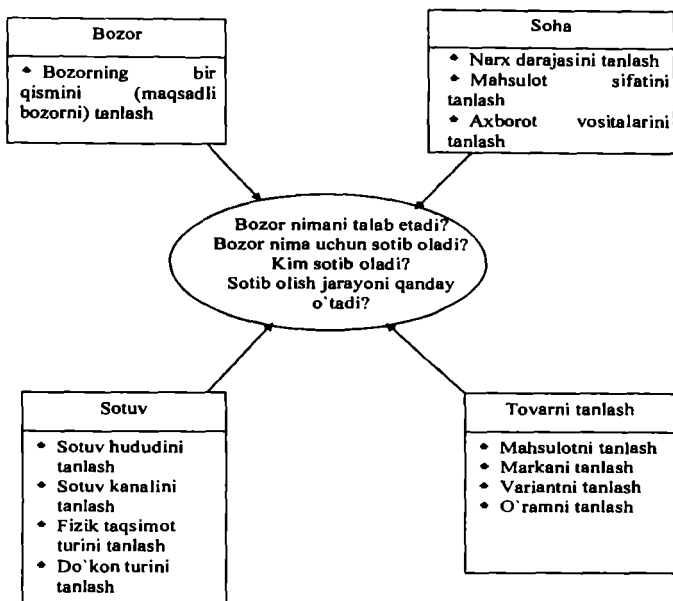 Bozor
• Bozorning bir
qismini (maqsadli
bozorni) tanlash
Soha
• Narx darajasini tanlash
• Mahsulot sifatini
tanlash
• Axborot vositalarini
tanlash
Bozor nimani talab etadi?
Bozor nima uchun sotib oladi?
Kim sotib oladi?
Sotib olish jarayoni qanday
o`tadi?
Sotuv
• Sotuv hududini
tanlash
• Sotuv kanalini
tanlash
• Fizik taqsimot
turini tanlash
• Do`kon turini
tanlash
Tovarni tanlash
• Mahsulotni tanlash
• Markani tanlash
• Variantni tanlash
• O`ramni tanlash